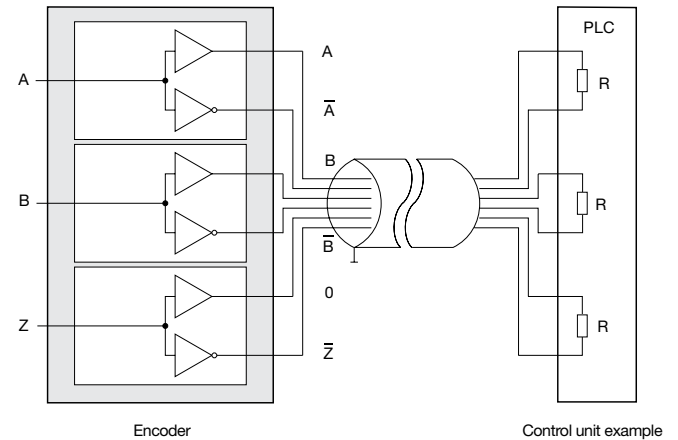 PLC
A
A
A̅
R
B
B
B̅
R
0
Z
Z̅
R
Encoder
Control unit example